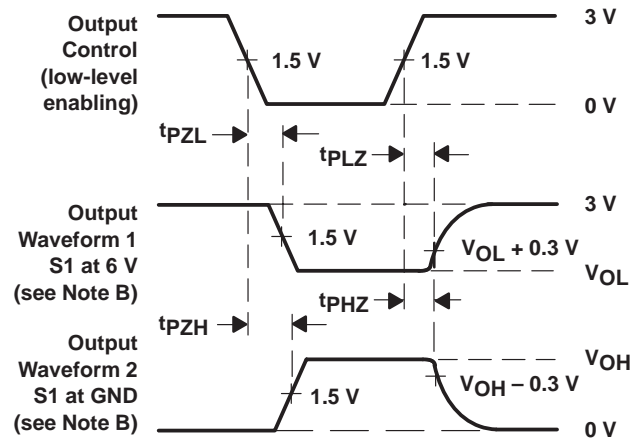 Output
Control
(low-level
enabling)
1.5 V
1.5 V
3 V
0 V
tPZL
tPLZ
Output
Waveform 1
S1 at 6 V
(see Note B)
1.5 V
3 V
VOL + 0.3 V
VOL
tPZH
tPHZ
Output
Waveform 2
S1 at GND
(see Note B)
1.5 V
VOH
VOH − 0.3 V
0 V